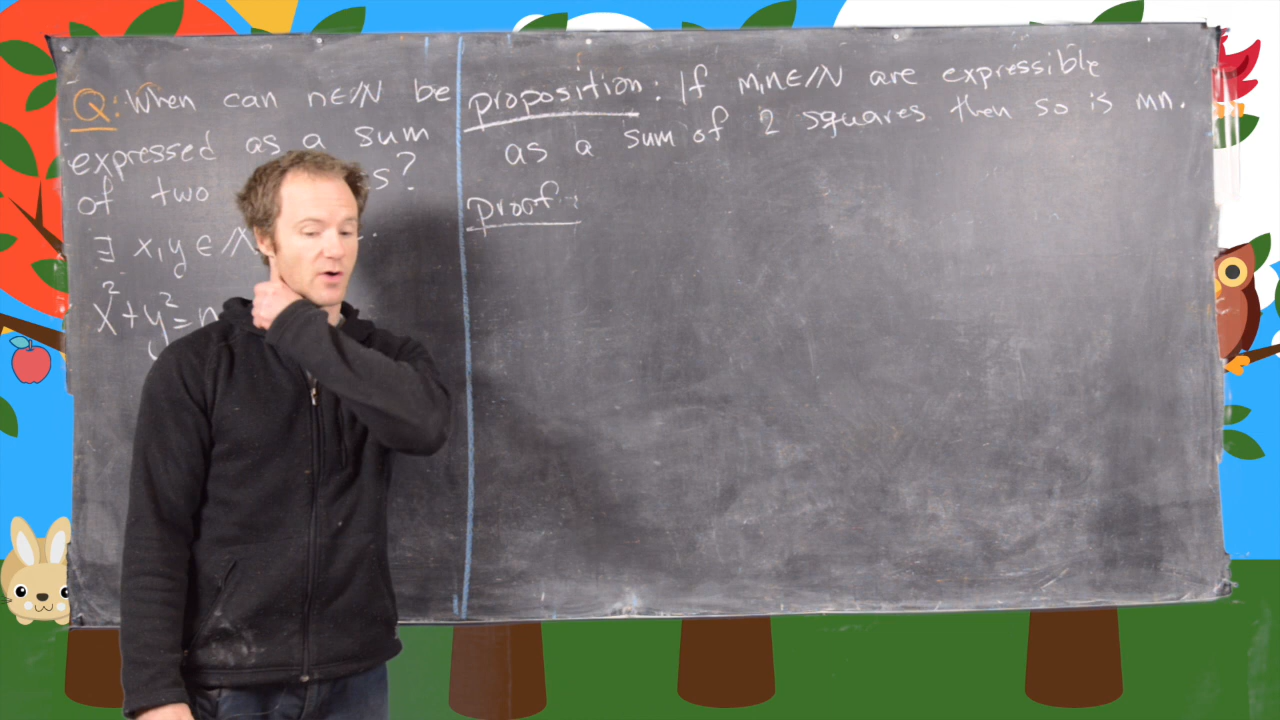 Q: When can n∈ℕ be
expressed as a sum
of two s?
∃ x,y ∈ ℕ
x²+y²=n
proposition: If m,n∈ℕ are expressible
as a sum of 2 squares then so is mn.
Proof: